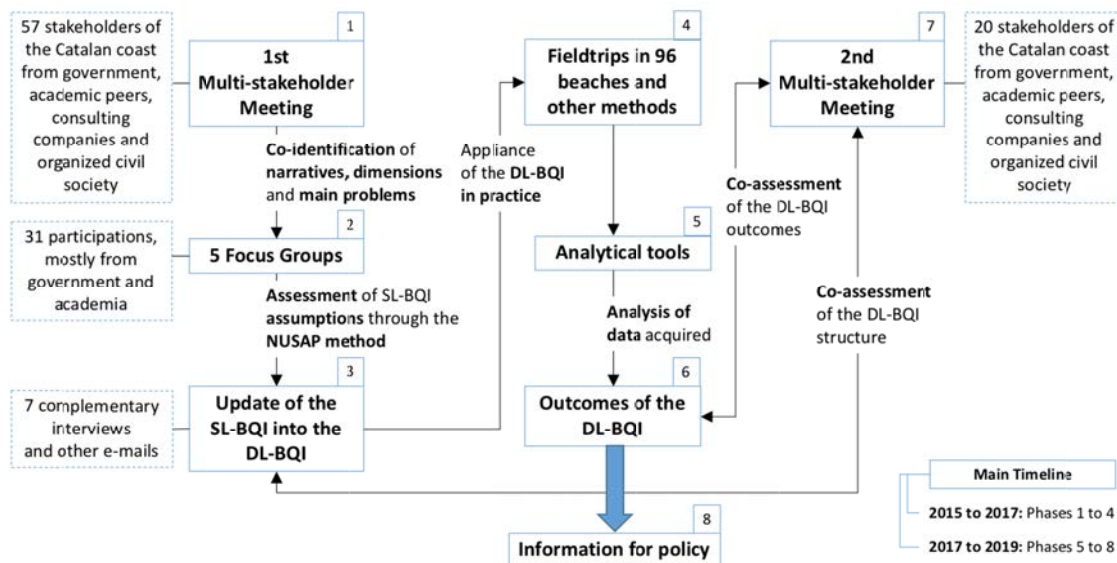 57 stakeholders
of the Catalan coast
from government,
academic peers,
consulting
companies and
organized civil
society
1
1st
Multi-stakeholder
Meeting
Co-identification of
narratives, dimensions
and main problems
31 participations,
mostly from
government and
academia
2
5 Focus Groups
Assessment of SL-BQI
assumptions through the
NUSAP method
7 complementary
interviews
and other e-mails
3
Update of the
SL-BQI into the
DL-BQI
Appliance
of the DL-BQI
in practice
4
Fieldtrips in 96
beaches and
other methods
5
Analytical tools
Analysis of
data acquired
6
Outcomes of the
DL-BQI
8
Information for policy
7
2nd
Multi-stakeholder
Meeting
Co-assessment
of the DL-BQI
outcomes
Co-assessment
of the DL-BQI
structure
20 stakeholders of
the Catalan coast
from government,
academic peers,
consulting
companies and
organized civil
society
Main Timeline
2015 to 2017: Phases 1 to 4
2017 to 2019: Phases 5 to 8